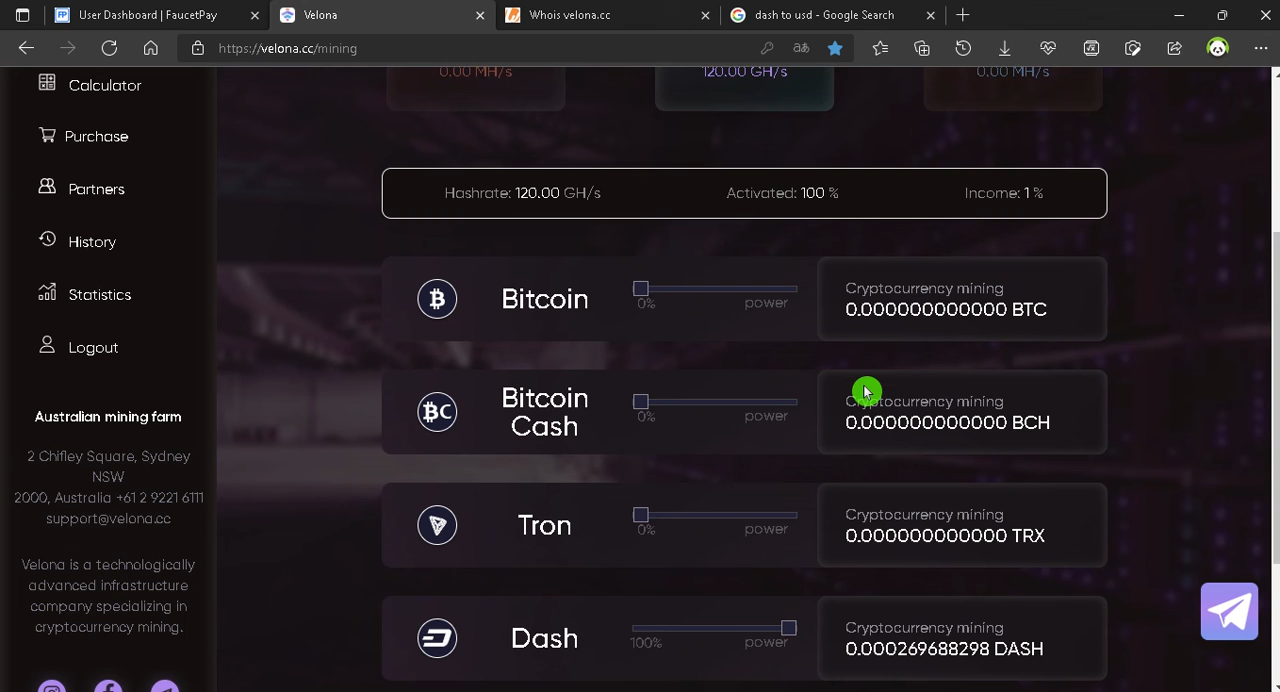 User Dashboard | FaucetPay
Velona
Whois velona.cc
dash to usd - Google Search
https://velona.cc/mining
Calculator
Purchase
Partners
History
Statistics
Logout
Australian mining farm
2 Chifley Square, Sydney
NSW
2000, Australia +61 2 9221 6111
support@velona.cc
Velona is a technologically
advanced infrastructure
company specializing in
cryptocurrency mining.
0.00 MH/s
120.00 GH/s
0.00 MH/s
Hashrate: 120.00 GH/s
Activated: 100 %
Income: 1 %
Bitcoin
0%
power
Cryptocurrency mining
0.000000000000 BTC
Bitcoin
Cash
0%
power
Cryptocurrency mining
0.000000000000 BCH
Tron
0%
power
Cryptocurrency mining
0.000000000000 TRX
Dash
100%
power
Cryptocurrency mining
0.000269688298 DASH